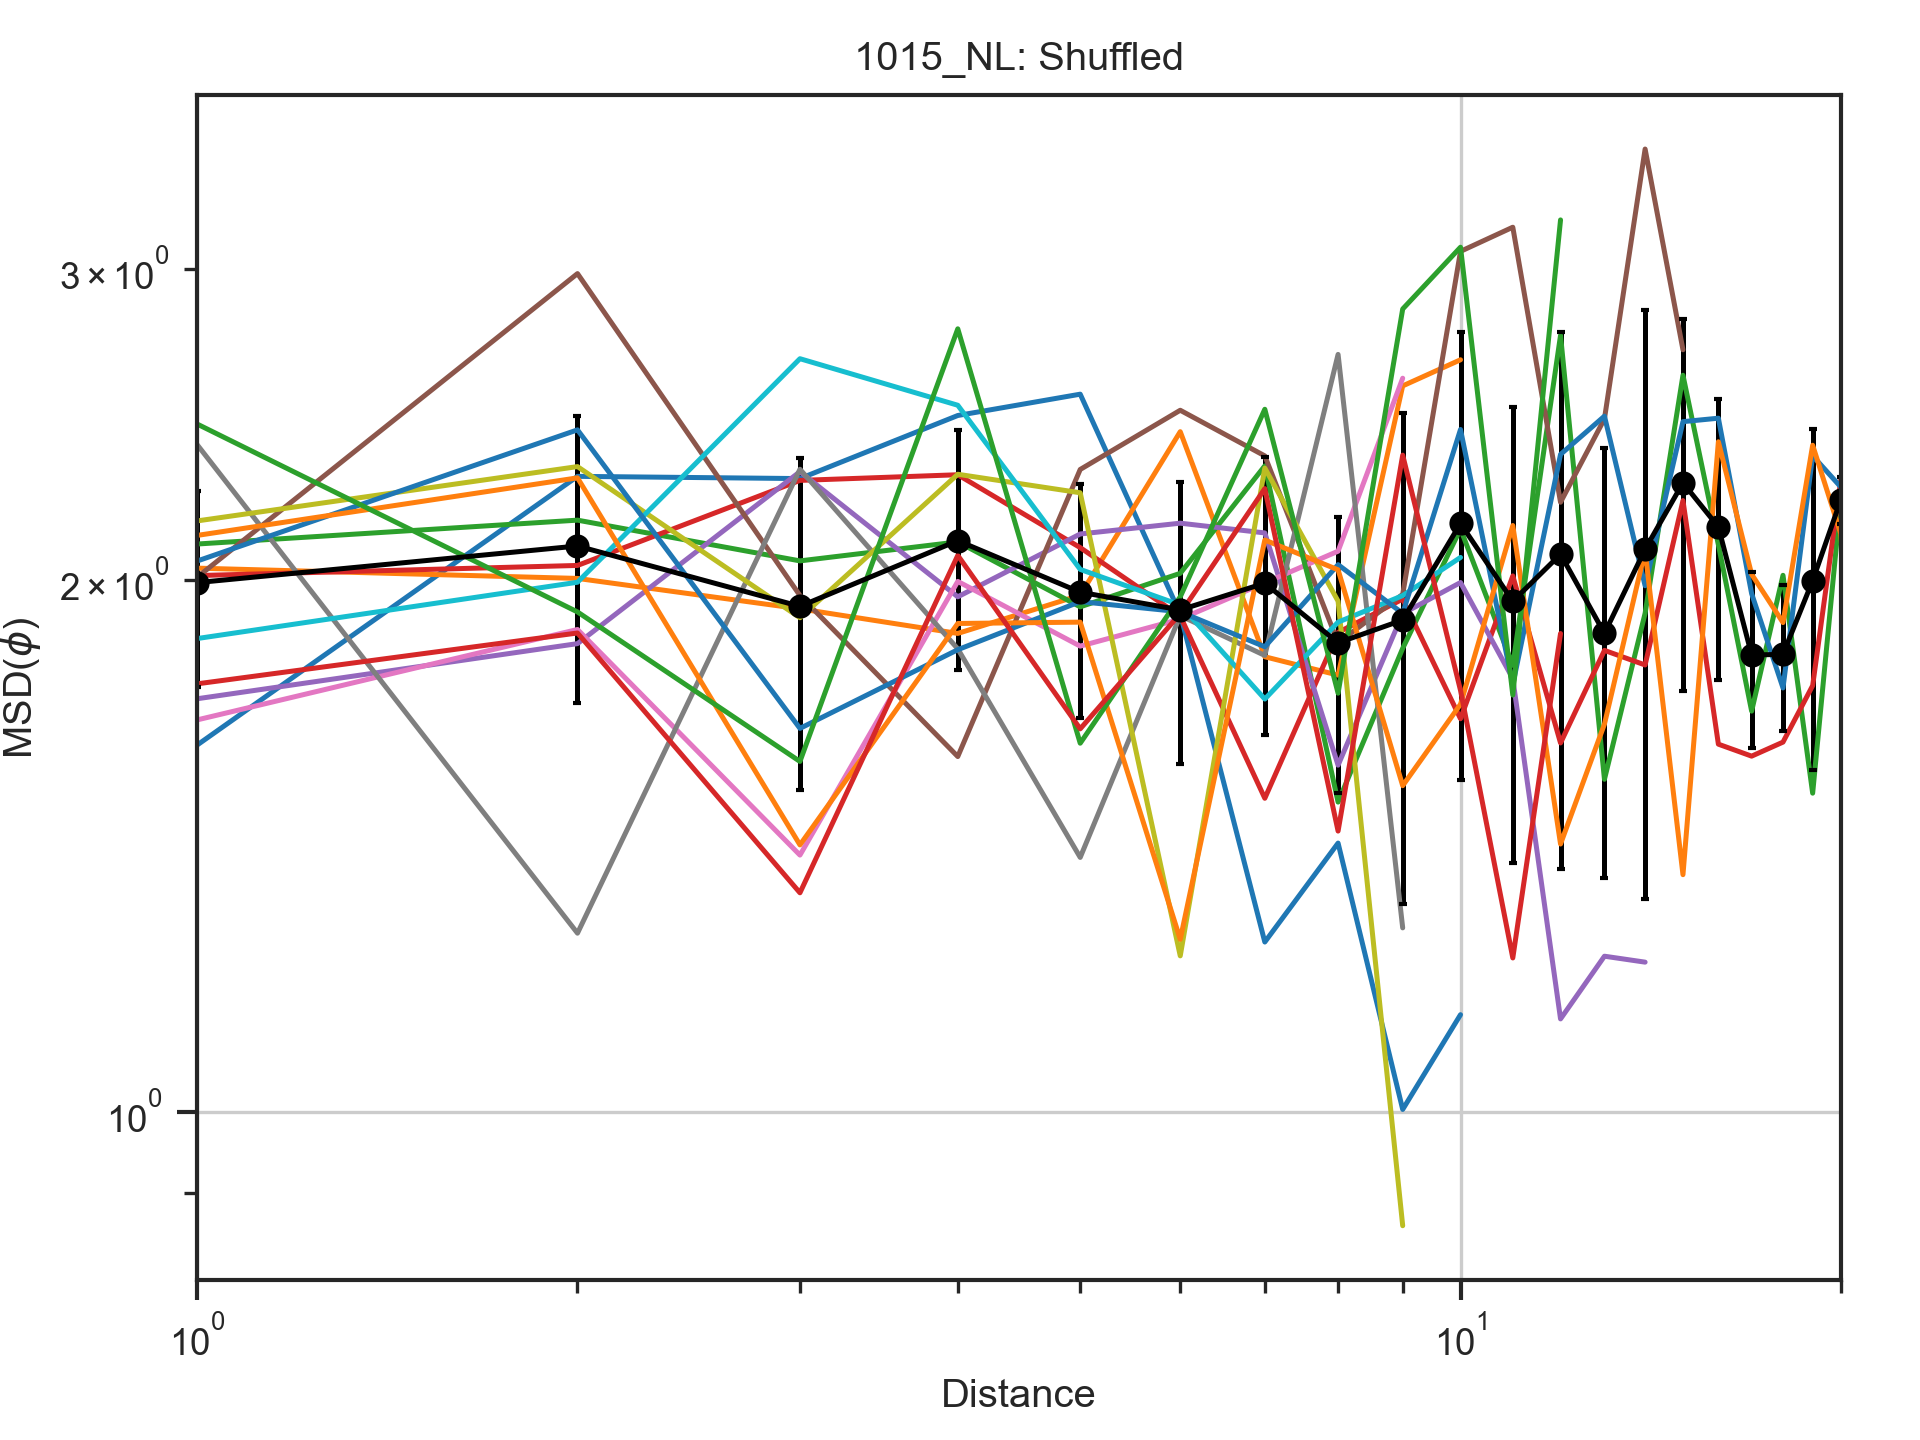 1015_NL: Shuffled
MSD(ϕ)
3 × 10⁰
2 × 10⁰
10⁰
10⁰ 10¹
Distance